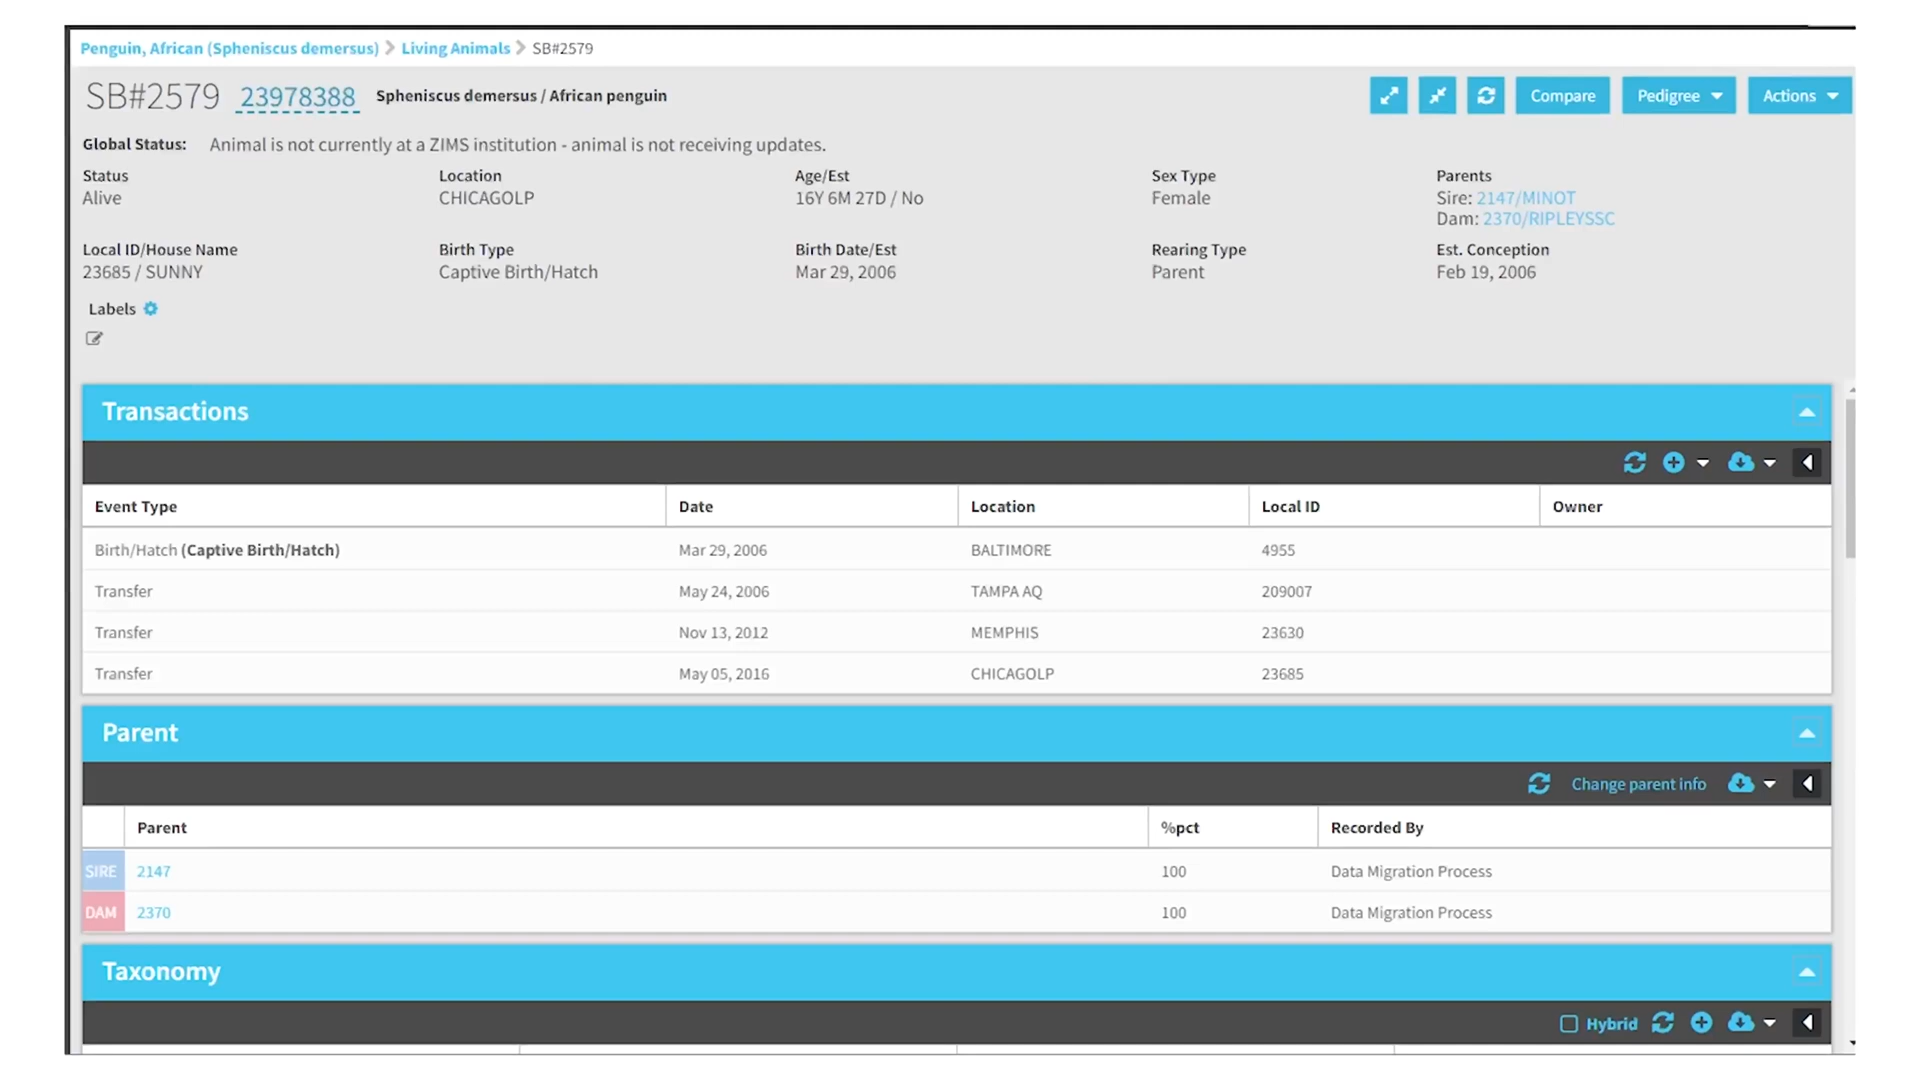 Penguin, African (Spheniscus demersus) Living Animals SB#2579
SB#2579 23978388 Spheniscus demersus / African penguin Compare Pedigree Actions
Global Status: Animal is not currently at a ZIMS institution - animal is not receiving updates.
Status Location Age/Est Sex Type Parents
Alive CHICAGOLP 16Y 6M 27D / No Female Sire: 2147/MINOT
Dam: 2370/RIPLEYSSC
Local ID/House Name Birth Type Birth Date/Est Rearing Type Est. Conception
23685 / SUNNY Captive Birth/Hatch Mar 29, 2006 Parent Feb 19, 2006
Labels
Transactions
Event Type Date Location Local ID Owner
Birth/Hatch (Captive Birth/Hatch) Mar 29, 2006 BALTIMORE 4955
Transfer May 24, 2006 TAMPA AQ 209007
Transfer Nov 13, 2012 MEMPHIS 23630
Transfer May 05, 2016 CHICAGOLP 23685
Parent
Change parent info
Parent %pct Recorded By
SIRE 2147 100 Data Migration Process
DAM 2370 100 Data Migration Process
Taxonomy
Hybrid